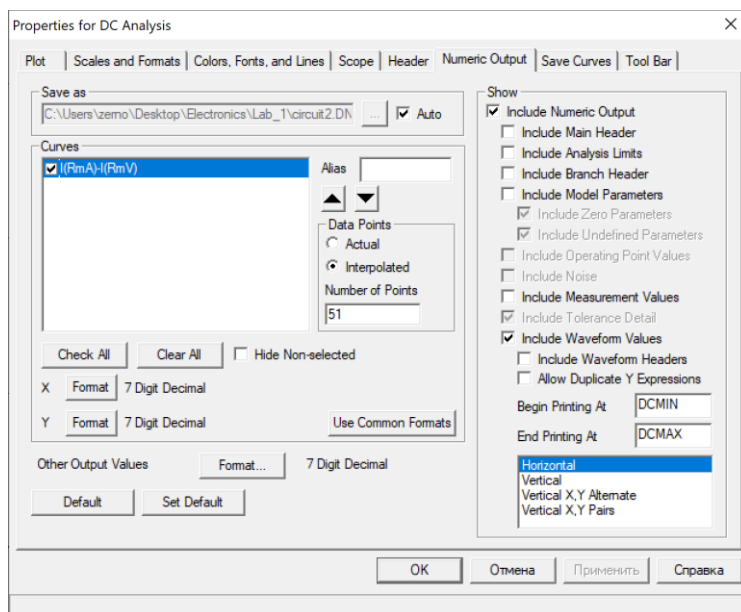 Properties for DC Analysis
Plot Scales and Formats Colors, Fonts, and Lines Scope Header Numeric Output Save Curves Tool Bar
Save as
C:\Users\zemo\Desktop\Electronics\Lab_1\circuit2.DN ... Auto
Curves
I(RmA)-I(RmV)
Alias
Data Points
Actual
Interpolated
Number of Points
51
Check All Clear All Hide Non-selected
X Format 7 Digit Decimal
Y Format 7 Digit Decimal Use Common Formats
Other Output Values Format... 7 Digit Decimal
Default Set Default
Show
Include Numeric Output
Include Main Header
Include Analysis Limits
Include Branch Header
Include Model Parameters
Include Zero Parameters
Include Undefined Parameters
Include Operating Point Values
Include Noise
Include Measurement Values
Include Tolerance Detail
Include Waveform Values
Include Waveform Headers
Allow Duplicate Y Expressions
Begin Printing At DCMIN
End Printing At DCMAX
Horizontal
Vertical
Vertical X,Y Alternate
Vertical X,Y Pairs
OK Отмена Применить Справка